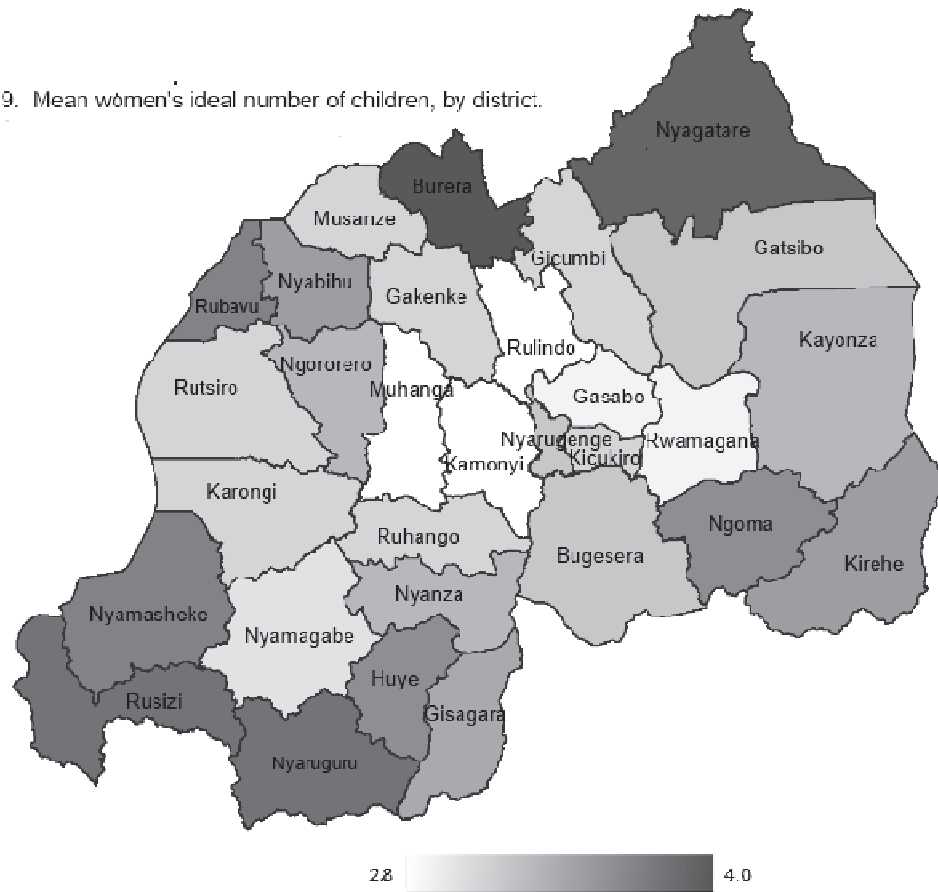 9. Mean women's ideal number of children, by district.
Nyagatare
Burera
Musanze
Gatsibo
Gicumbi
Nyabihu
Gakenke
Rubavu
Kayonza
Rulindo
Ngororero
Rutsiro
Muhanga
Gasabo
Nyarugenge
Rwamagana
Kicukiro
Kamonyi
Karongi
Ngoma
Ruhango
Bugesera
Kirehe
Nyanza
Nyamasheke
Nyamagabe
Huye
Rusizi
Gisagara
Nyaruguru
2.8 4.0